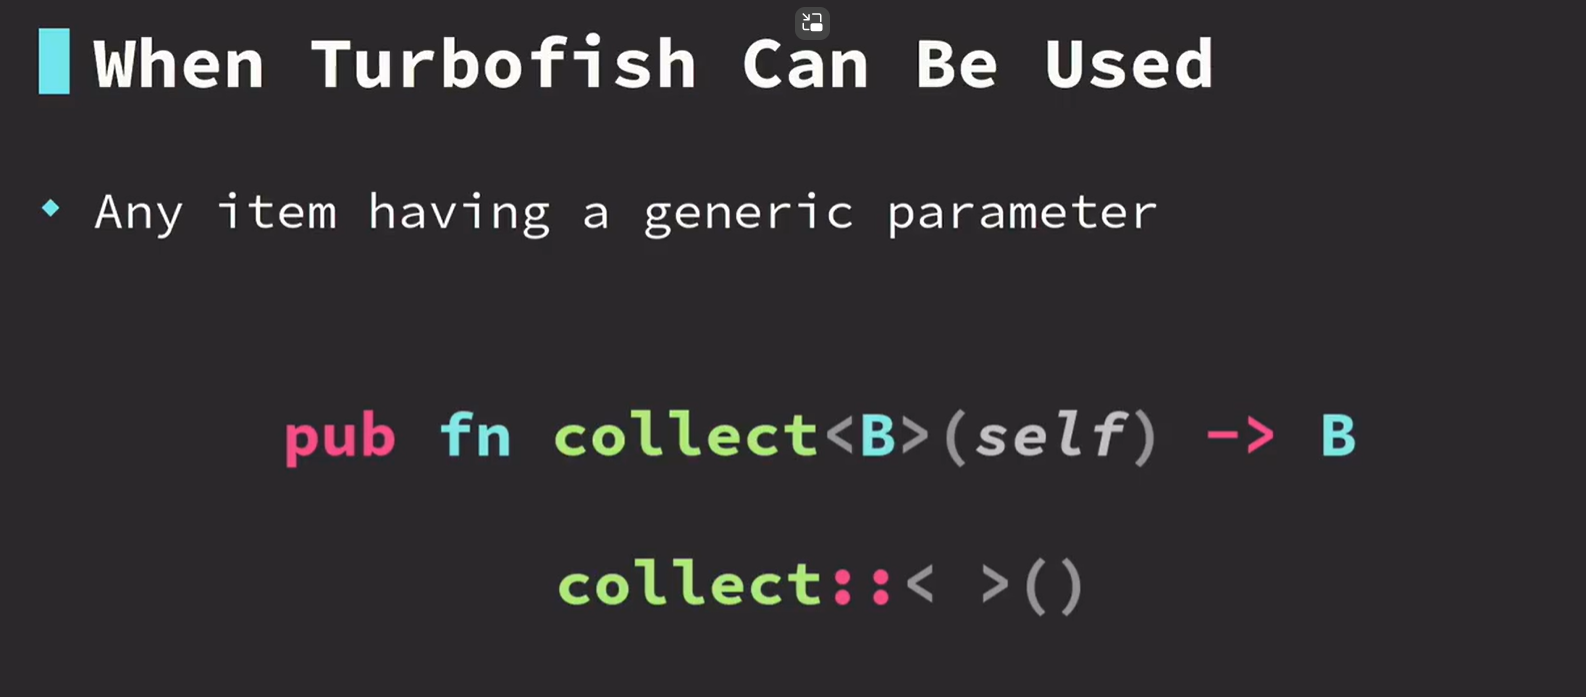 When Turbofish Can Be Used
Any item having a generic parameter
pub fn collect<B>(self) -> B
collect::< >()